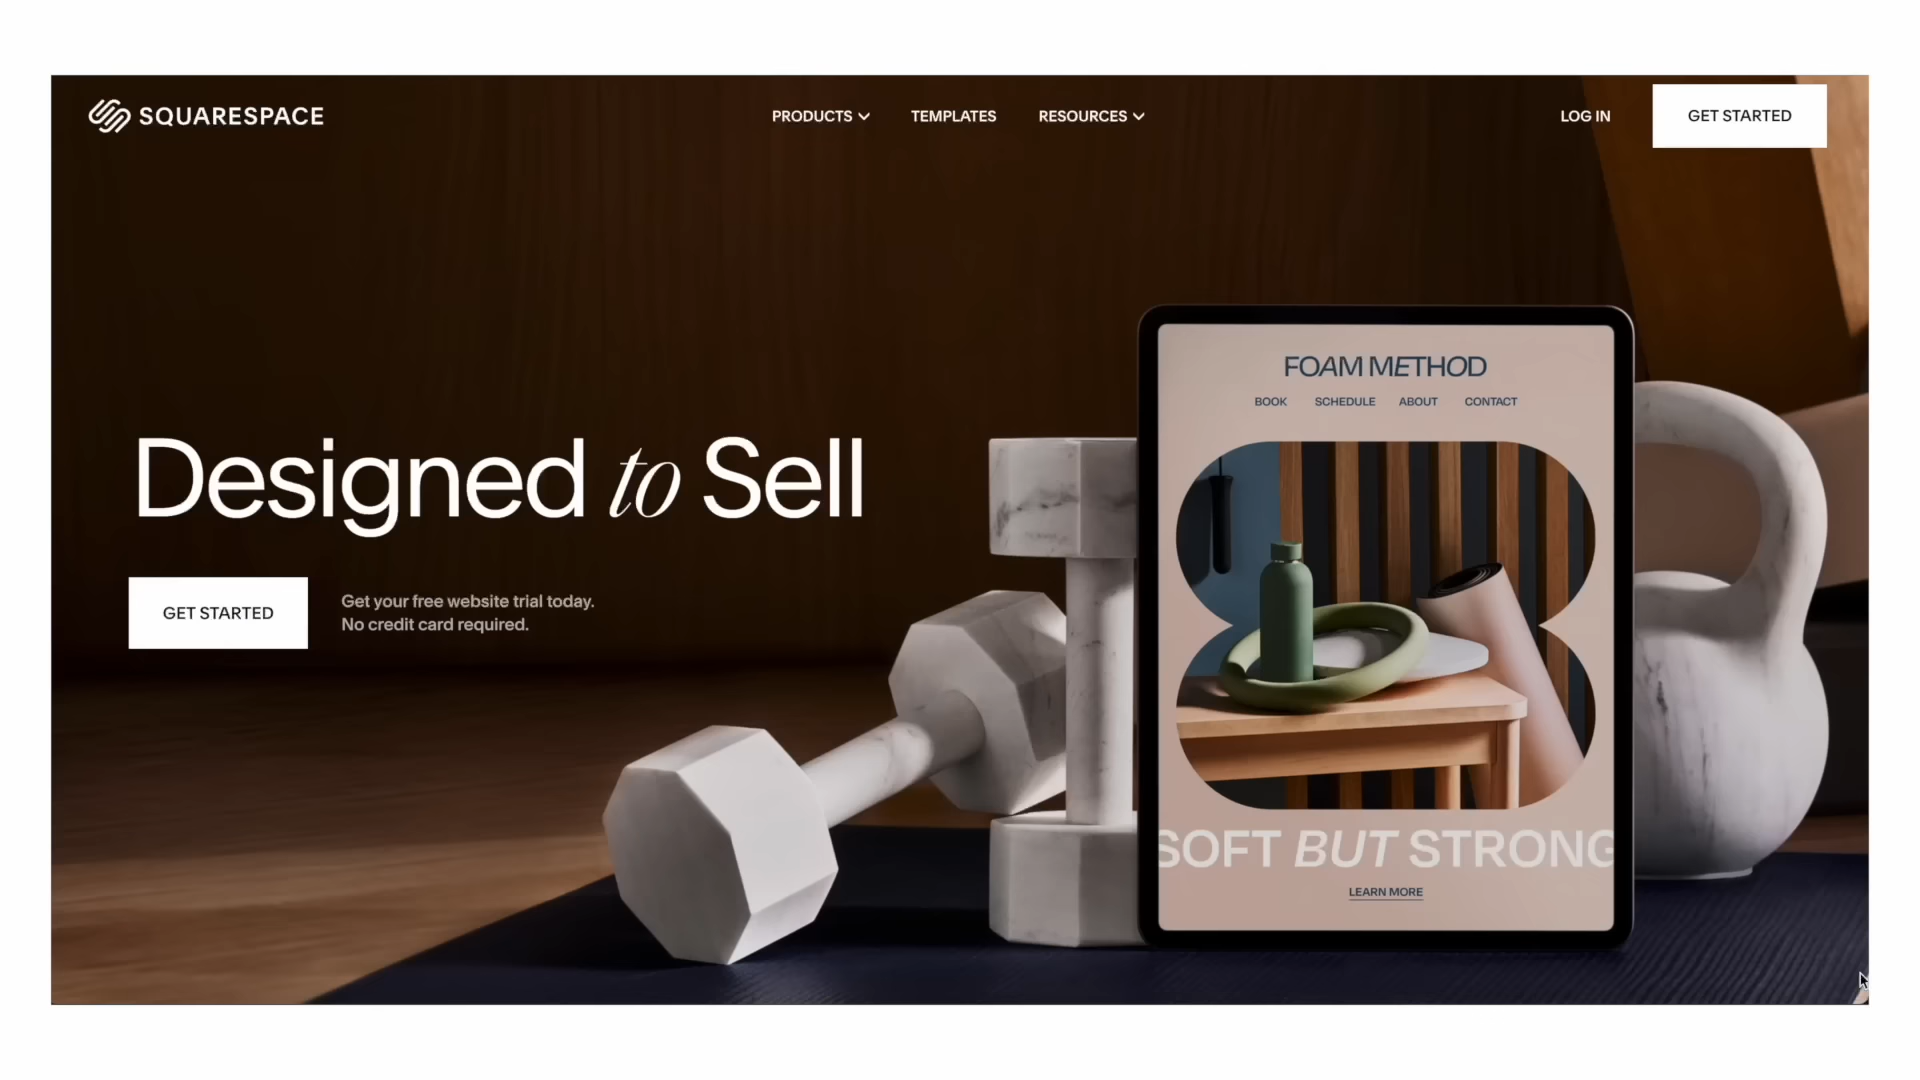 SQUARESPACE
PRODUCTS
TEMPLATES
RESOURCES
LOG IN
GET STARTED
Designed to Sell
GET STARTED
Get your free website trial today.
No credit card required.
FOAM METHOD
BOOK
SCHEDULE
ABOUT
CONTACT
SOFT BUT STRONG
LEARN MORE